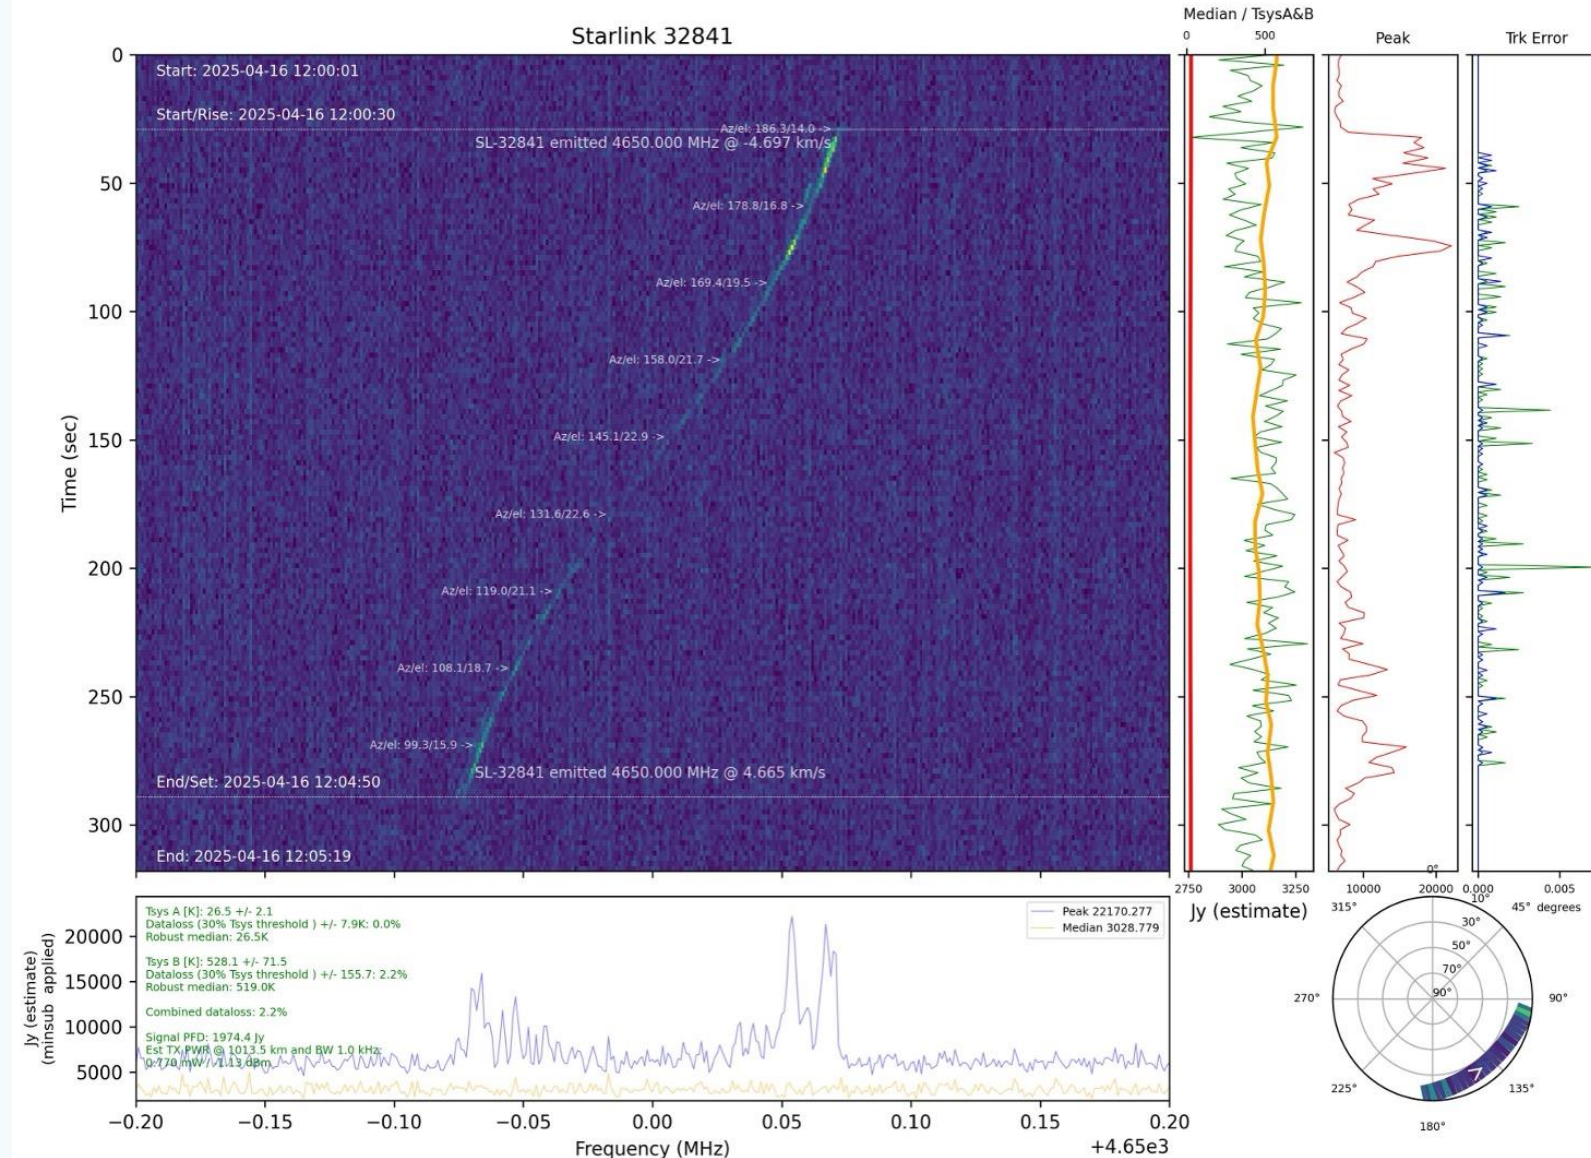 Starlink 32841
Start: 2025-04-16 12:00:01
Start/Rise: 2025-04-16 12:00:30
Az/el: 186.3/14.0 ->
SL-32841 emitted 4650.000 MHz @ -4.697 km/s
Az/el: 178.8/16.8 ->
Az/el: 169.4/19.5 ->
Az/el: 158.0/21.7 ->
Az/el: 145.1/22.9 ->
Az/el: 131.6/22.6 ->
Az/el: 119.0/21.1 ->
Az/el: 108.1/18.7 ->
Az/el: 99.3/15.9 ->
SL-32841 emitted 4650.000 MHz @ 4.665 km/s
End/Set: 2025-04-16 12:04:50
End: 2025-04-16 12:05:19
0
50
100
150
200
250
300
Time (sec)
Median / TsysA&B
0 500
2750 3000 3250
Jy (estimate)
Peak
10000 20000
Trk Error
0.000 0.005
degrees
Tsys A [K]: 26.5 +/- 2.1
Dataloss (30% Tsys threshold ) +/- 7.9K: 0.0%
Robust median: 26.5K
Tsys B [K]: 528.1 +/- 71.5
Dataloss (30% Tsys threshold ) +/- 155.7: 2.2%
Robust median: 519.0K
Combined dataloss: 2.2%
Signal PFD: 1974.4 Jy
Est TX PWR @ 1013.5 km and BW 1.0 kHz:
0.770 mW / -1.13 dBm
Peak 22170.277
Median 3028.779
20000
15000
10000
5000
Jy (estimate)
(minsub applied)
−0.20 −0.15 −0.10 −0.05 0.00 0.05 0.10 0.15 0.20
Frequency (MHz)
+4.65e3
0°
45°
90°
135°
180°
225°
270°
315°
10°
30°
50°
70°
90°